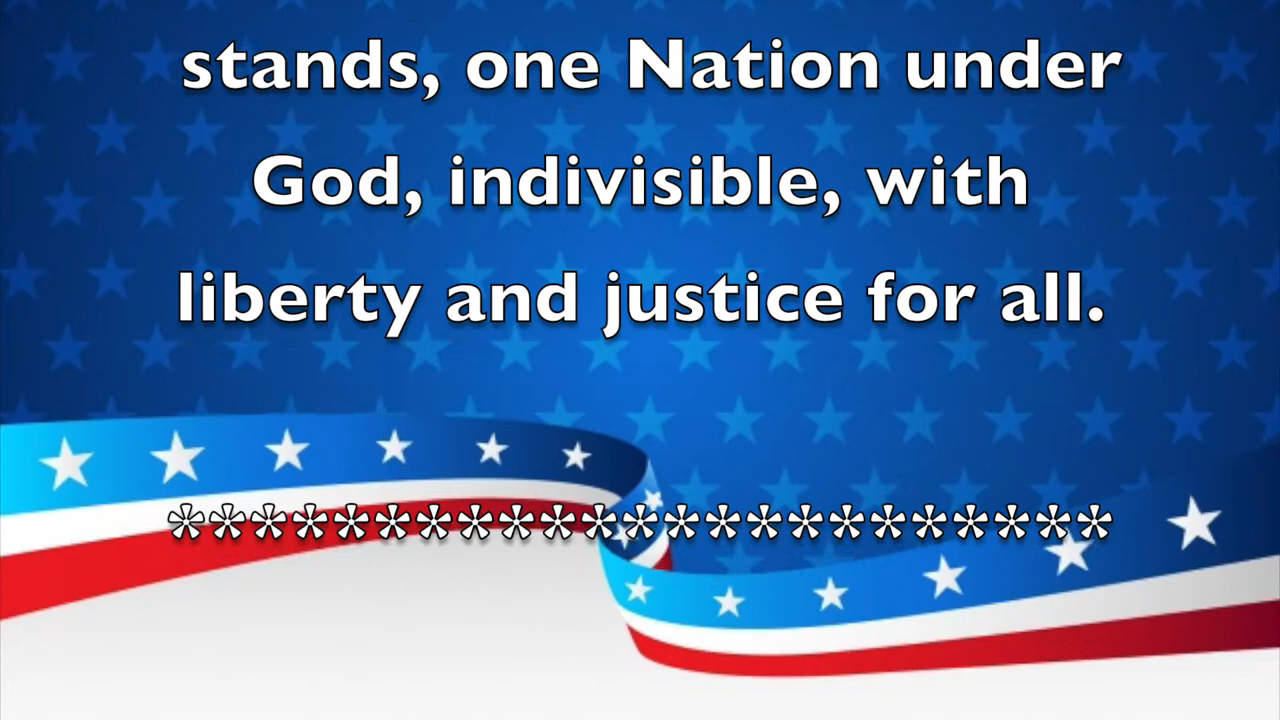 stands, one Nation under
God, indivisible, with
liberty and justice for all.
***********************